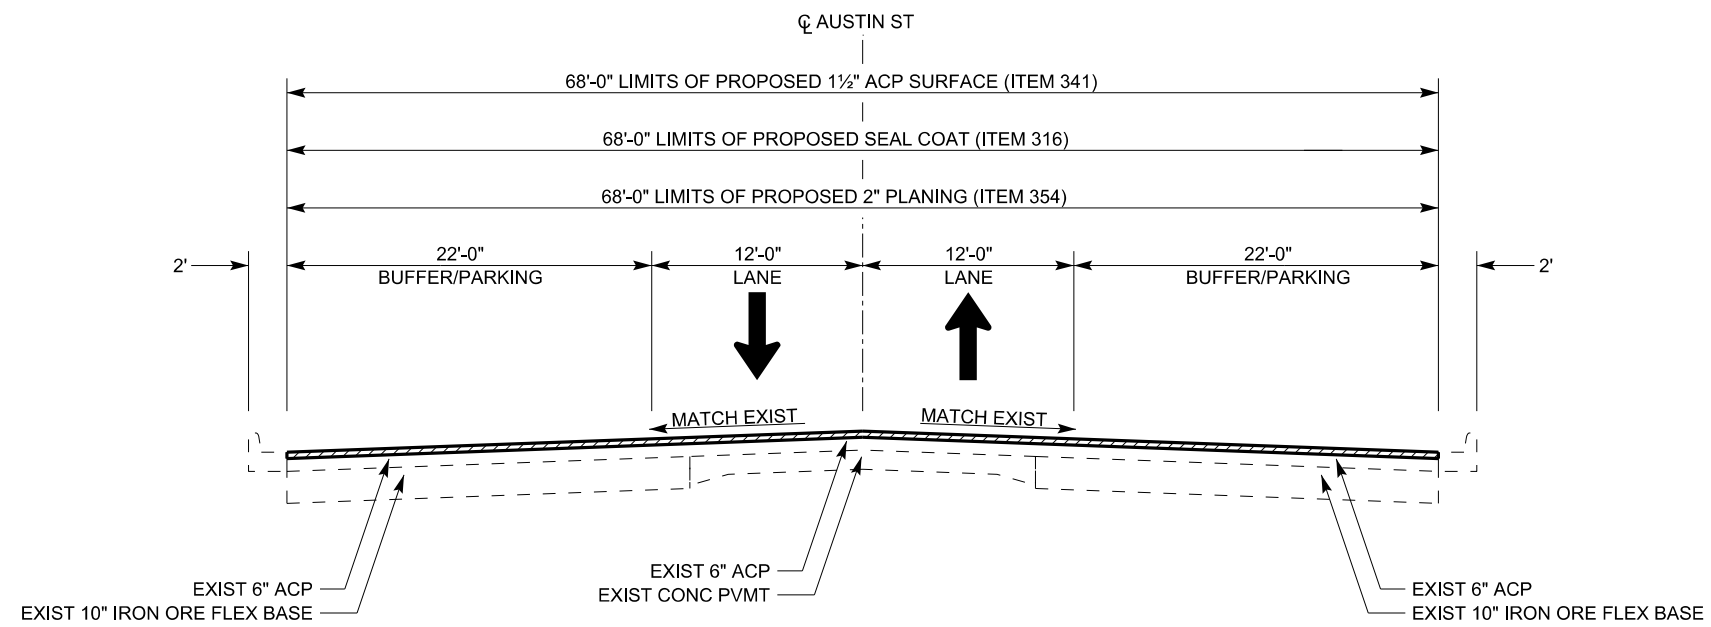 ℄ AUSTIN ST
68'-0" LIMITS OF PROPOSED 1½" ACP SURFACE (ITEM 341)
68'-0" LIMITS OF PROPOSED SEAL COAT (ITEM 316)
68'-0" LIMITS OF PROPOSED 2" PLANING (ITEM 354)
2'
22'-0"
BUFFER/PARKING
12'-0"
LANE
12'-0"
LANE
22'-0"
BUFFER/PARKING
2'
MATCH EXIST
MATCH EXIST
EXIST 6" ACP
EXIST 10" IRON ORE FLEX BASE
EXIST 6" ACP
EXIST CONC PVMT
EXIST 6" ACP
EXIST 10" IRON ORE FLEX BASE